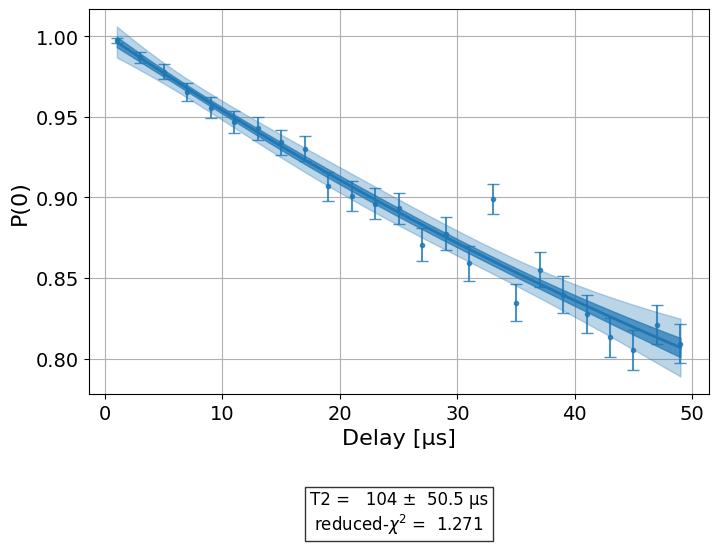 1.00
0.95
0.90
0.85
0.80
P(0)
0 10 20 30 40 50
Delay [µs]
T2 = 104 ± 50.5 µs
reduced-χ² = 1.271